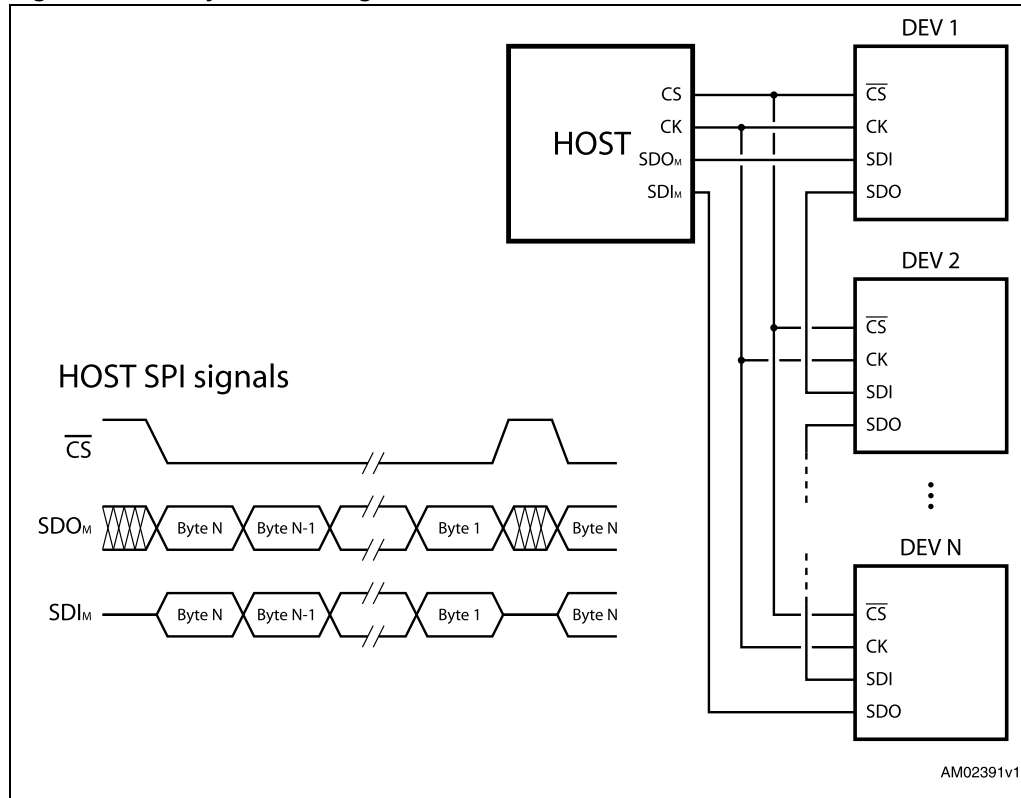 DEV 1
HOST
CS
CK
SDOM
SDIM
CS
CK
SDI
SDO
DEV 2
CS
CK
SDI
SDO
DEV N
CS
CK
SDI
SDO
HOST SPI signals
CS
SDOM Byte N Byte N-1 Byte 1 Byte N
SDIM Byte N Byte N-1 Byte 1 Byte N
AM02391v1